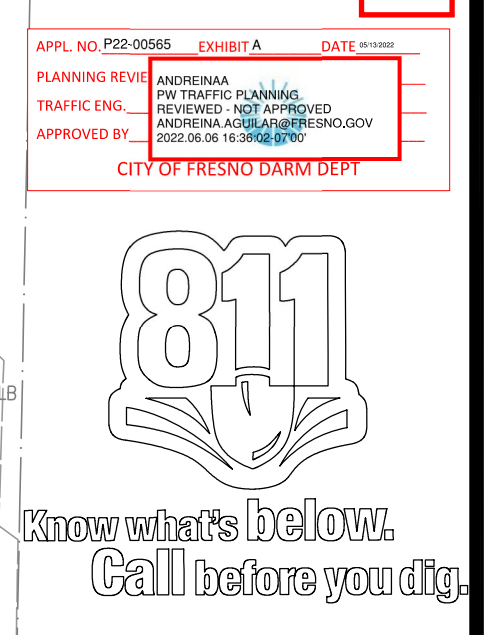 APPL. NO. P22-00565 EXHIBIT A DATE 05/13/2022
PLANNING REVIE
ANDREINAA
PW TRAFFIC PLANNING
TRAFFIC ENG.
REVIEWED - NOT APPROVED
ANDREINA.AGUILAR@FRESNO.GOV
APPROVED BY
2022.06.06 16:36:02-07'00'
CITY OF FRESNO DARM DEPT
811
LB
Know what's below.
Call before you dig.